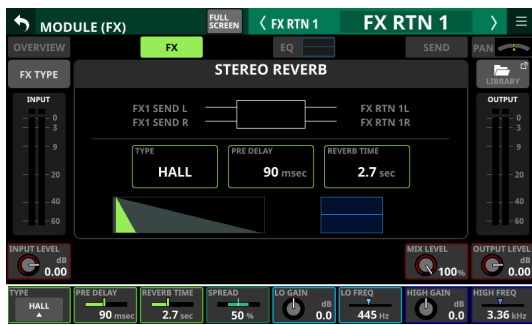 MODULE (FX)
FULL SCREEN
FX RTN 1
FX RTN 1
OVERVIEW
FX
EQ
SEND
PAN
FX TYPE
STEREO REVERB
LIBRARY
INPUT
OUTPUT
FX1 SEND L
FX RTN 1L
FX1 SEND R
FX RTN 1R
0
3
9
20
40
60
0
3
9
20
40
60
TYPE
HALL
PRE DELAY
90 msec
REVERB TIME
2.7 sec
INPUT LEVEL
dB
0.00
MIX LEVEL
100%
OUTPUT LEVEL
dB
0.00
TYPE
HALL
PRE DELAY
90 msec
REVERB TIME
2.7 sec
SPREAD
50 %
LO GAIN
dB
0.0
LO FREQ
445 Hz
HIGH GAIN
dB
0.0
HIGH FREQ
3.36 kHz